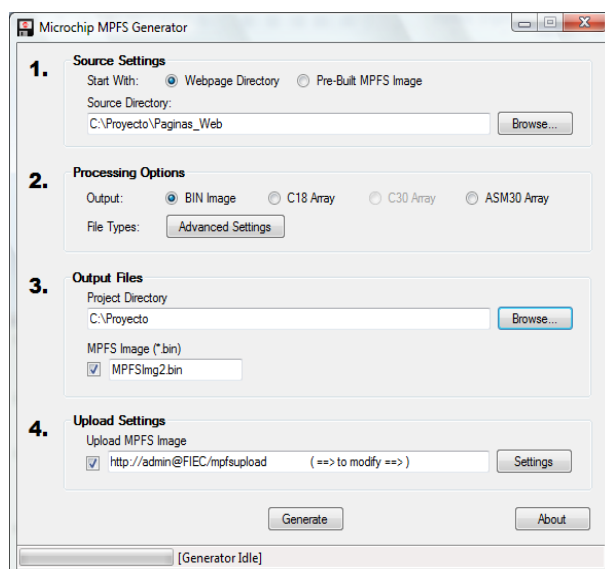 Microchip MPFS Generator
1. Source Settings
Start With: Webpage Directory Pre-Built MPFS Image
Source Directory:
C:\Proyecto\Paginas_Web Browse...
2. Processing Options
Output: BIN Image C18 Array C30 Array ASM30 Array
File Types: Advanced Settings
3. Output Files
Project Directory
C:\Proyecto Browse...
MPFS Image (*.bin)
MPFSImg2.bin
4. Upload Settings
Upload MPFS Image
http://admin@FIEC/mpfsupload ( ==> to modify ==> ) Settings
Generate About
[Generator Idle]